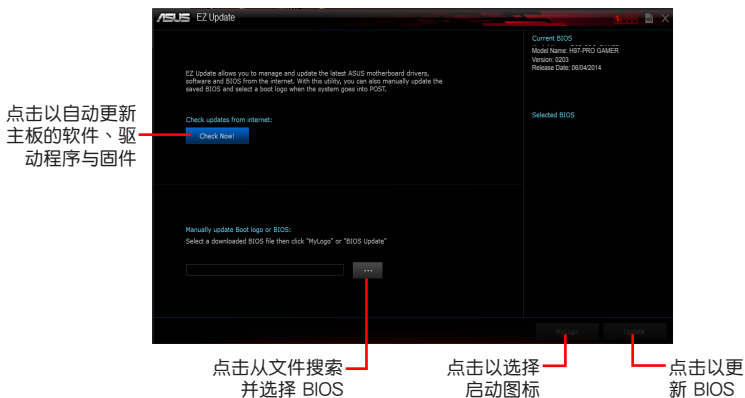 ASUS EZ Update
Current BIOS
Model Name: H97-PRO GAMER
Version: 0203
Release Date: 06/04/2014
EZ Update allows you to manage and update the latest ASUS motherboard drivers,
software and BIOS from the internet. With this utility, you can also manually update the
saved BIOS and select a boot logo when the system goes into POST.
Selected BIOS
Check updates from internet:
Check Now!
点击以自动更新
主板的软件、驱
动程序与固件
Manually update Boot logo or BIOS:
Select a downloaded BIOS file then click "MyLogo" or "BIOS Update"
...
MyLogo
Update
点击从文件搜索
并选择 BIOS
点击以选择
启动图标
点击以更
新 BIOS